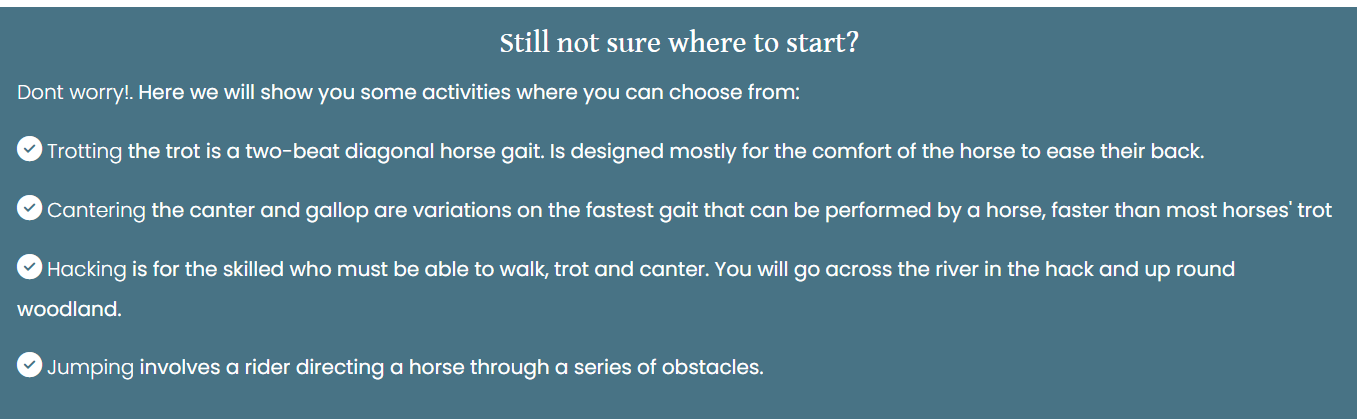 Still not sure where to start?
Dont worry!. Here we will show you some activities where you can choose from:
Trotting the trot is a two-beat diagonal horse gait. Is designed mostly for the comfort of the horse to ease their back.
Cantering the canter and gallop are variations on the fastest gait that can be performed by a horse, faster than most horses' trot
Hacking is for the skilled who must be able to walk, trot and canter. You will go across the river in the hack and up round
woodland.
Jumping involves a rider directing a horse through a series of obstacles.